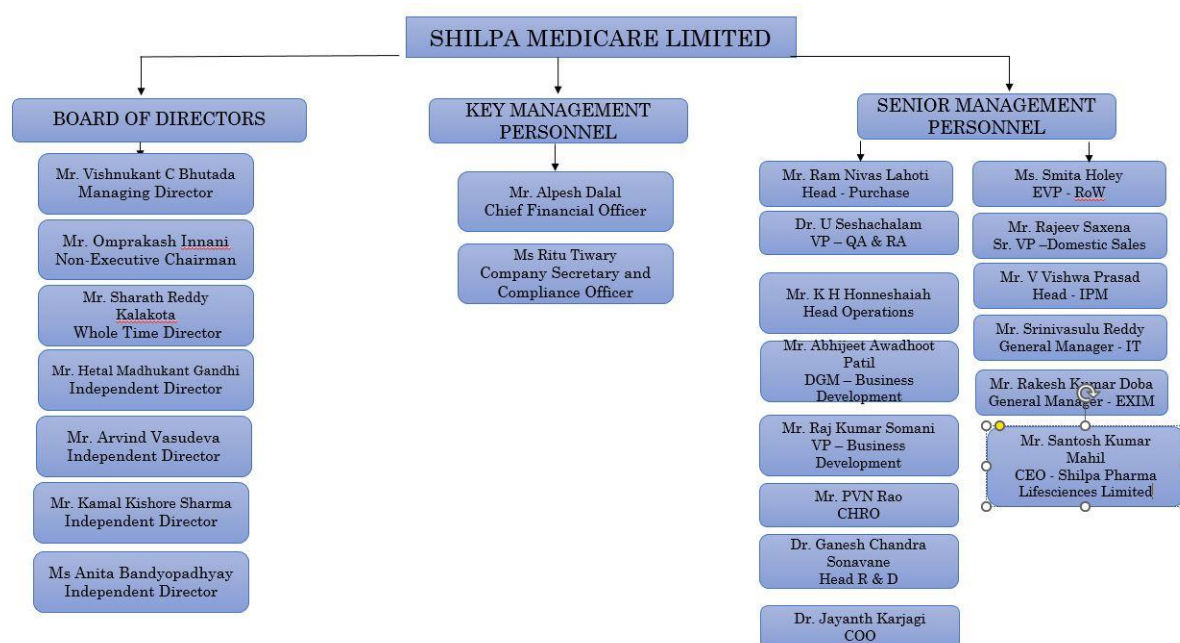 SHILPA MEDICARE LIMITED
BOARD OF DIRECTORS
Mr. Vishnukant C Bhutada
Managing Director
Mr. Omprakash Innani
Non-Executive Chairman
Mr. Sharath Reddy
Kalakota
Whole Time Director
Mr. Hetal Madhukant Gandhi
Independent Director
Mr. Arvind Vasudeva
Independent Director
Mr. Kamal Kishore Sharma
Independent Director
Ms Anita Bandyopadhyay
Independent Director
KEY MANAGEMENT
PERSONNEL
Mr. Alpesh Dalal
Chief Financial Officer
Ms Ritu Tiwary
Company Secretary and
Compliance Officer
SENIOR MANAGEMENT
PERSONNEL
Mr. Ram Nivas Lahoti
Head - Purchase
Dr. U Seshachalam
VP – QA & RA
Mr. K H Honneshaiah
Head Operations
Mr. Abhijeet Awadhoot
Patil
DGM – Business
Development
Mr. Raj Kumar Somani
VP – Business
Development
Mr. PVN Rao
CHRO
Dr. Ganesh Chandra
Sonavane
Head R & D
Dr. Jayanth Karjagi
COO
Ms. Smita Holey
EVP - RoW
Mr. Rajeev Saxena
Sr. VP –Domestic Sales
Mr. V Vishwa Prasad
Head - IPM
Mr. Srinivasulu Reddy
General Manager - IT
Mr. Rakesh Kumar Doba
General Manager - EXIM
Mr. Santosh Kumar
Mahil
CEO - Shilpa Pharma
Lifesciences Limited